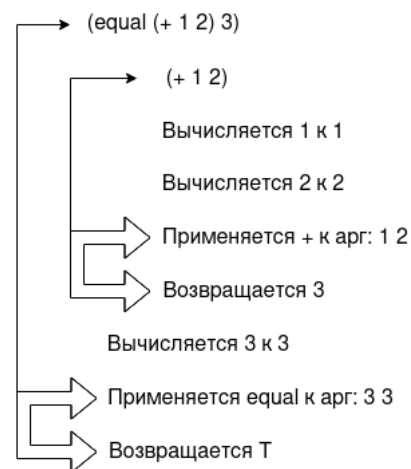 (equal (+ 1 2) 3)
(+ 1 2)
Вычисляется 1 к 1
Вычисляется 2 к 2
Применяется + к арг: 1 2
Возвращается 3
Вычисляется 3 к 3
Применяется equal к арг: 3 3
Возвращается T